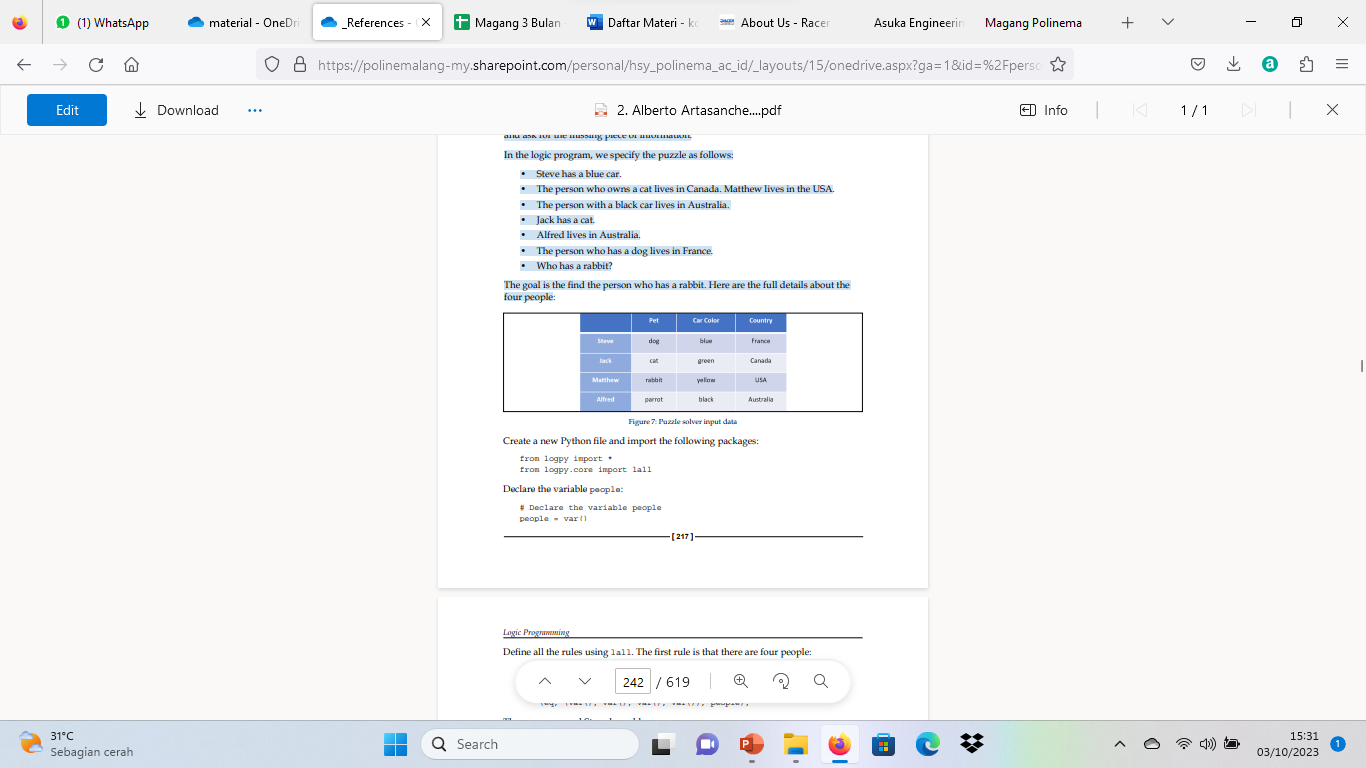 (1) WhatsApp
material - OneDri
_References - 
Magang 3 Bulan
Daftar Materi - k
About Us - Racer
Asuka Engineerin
Magang Polinema
https://polinemalang-my.sharepoint.com/personal/hsy_polinema_ac_id/_layouts/15/onedrive.aspx?ga=1&id=%2Fperso
Edit
Download
2. Alberto Artasanche....pdf
Info
1 / 1
and ask for the missing piece of information.
In the logic program, we specify the puzzle as follows:
• Steve has a blue car.
• The person who owns a cat lives in Canada. Matthew lives in the USA.
• The person with a black car lives in Australia.
• Jack has a cat.
• Alfred lives in Australia.
• The person who has a dog lives in France.
• Who has a rabbit?
The goal is the find the person who has a rabbit. Here are the full details about the
four people:
Pet Car Color Country
Steve dog blue France
Jack cat green Canada
Matthew rabbit yellow USA
Alfred parrot black Australia
Figure 7: Puzzle solver input data
Create a new Python file and import the following packages:
from logpy import *
from logpy.core import lall
Declare the variable people:
# Declare the variable people
people = var()
[ 217 ]
Logic Programming
Define all the rules using lall. The first rule is that there are four people:
242 / 619
31°C
Sebagian cerah
Search
15:31
03/10/2023
1